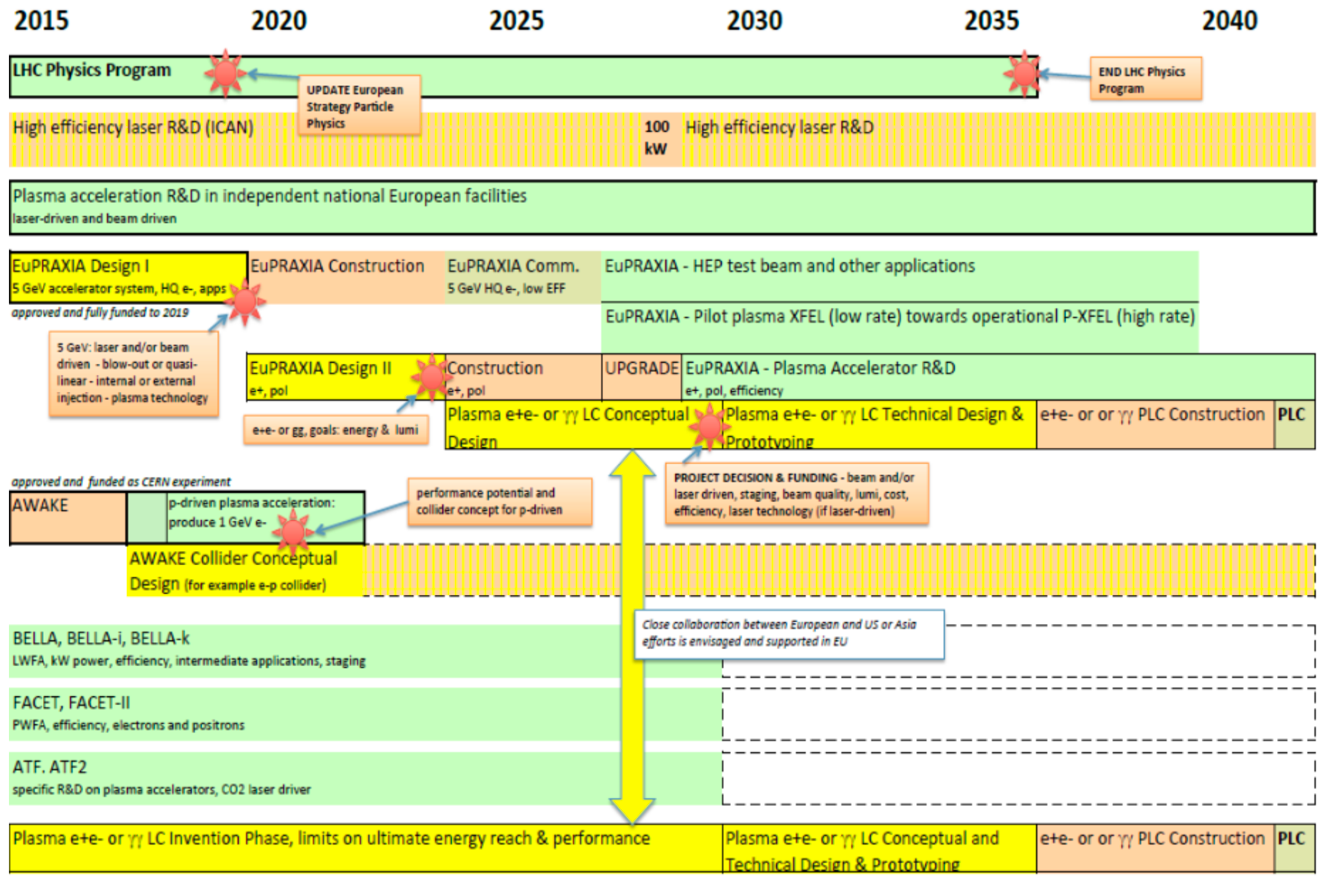 2015 2020 2025 2030 2035 2040
LHC Physics Program
UPDATE European
Strategy Particle
Physics
END LHC Physics
Program
High efficiency laser R&D (ICAN)
100
kW
High efficiency laser R&D
Plasma acceleration R&D in independent national European facilities
laser-driven and beam driven
EuPRAXIA Design I
5 GeV accelerator system, HQ e-, apps
approved and fully funded to 2019
EuPRAXIA Construction
EuPRAXIA Comm.
5 GeV HQ e-, low EFF
EuPRAXIA - HEP test beam and other applications
EuPRAXIA - Pilot plasma XFEL (low rate) towards operational P-XFEL (high rate)
5 GeV: laser and/or beam
driven - blow-out or quasi-
linear - internal or external
injection - plasma technology
EuPRAXIA Design II
e+, pol
Construction
e+, pol
UPGRADE
EuPRAXIA - Plasma Accelerator R&D
e+, pol, efficiency
e+e- or gg, goals: energy & lumi
Plasma e+e- or γγ LC Conceptual
Design
Plasma e+e- or γγ LC Technical Design &
Prototyping
e+e- or or γγ PLC Construction
PLC
PROJECT DECISION & FUNDING - beam and/or
laser driven, staging, beam quality, lumi, cost,
efficiency, laser technology (if laser-driven)
approved and funded as CERN experiment
AWAKE
p-driven plasma acceleration:
produce 1 GeV e-
performance potential and
collider concept for p-driven
AWAKE Collider Conceptual
Design (for example e-p collider)
Close collaboration between European and US or Asia
efforts is envisaged and supported in EU
BELLA, BELLA-i, BELLA-k
LWFA, kW power, efficiency, intermediate applications, staging
FACET, FACET-II
PWFA, efficiency, electrons and positrons
ATF. ATF2
specific R&D on plasma accelerators, CO2 laser driver
Plasma e+e- or γγ LC Invention Phase, limits on ultimate energy reach & performance
Plasma e+e- or γγ LC Conceptual and
Technical Design & Prototyping
e+e- or or γγ PLC Construction
PLC